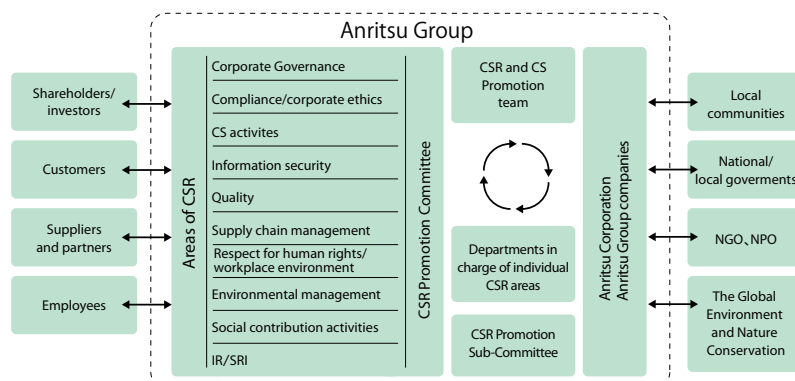 Anritsu Group
Shareholders/
investors
Customers
Suppliers
and partners
Employees
Areas of CSR
Corporate Governance
Compliance/corporate ethics
CS activites
Information security
Quality
Supply chain management
Respect for human rights/
workplace environment
Environmental management
Social contribution activities
IR/SRI
CSR Promotion Committee
CSR and CS
Promotion
team
Departments in
charge of individual
CSR areas
CSR Promotion
Sub-Committee
Anritsu Corporation
Anritsu Group companies
Local
communities
National/
local goverments
NGO、NPO
The Global
Environment
and Nature
Conservation